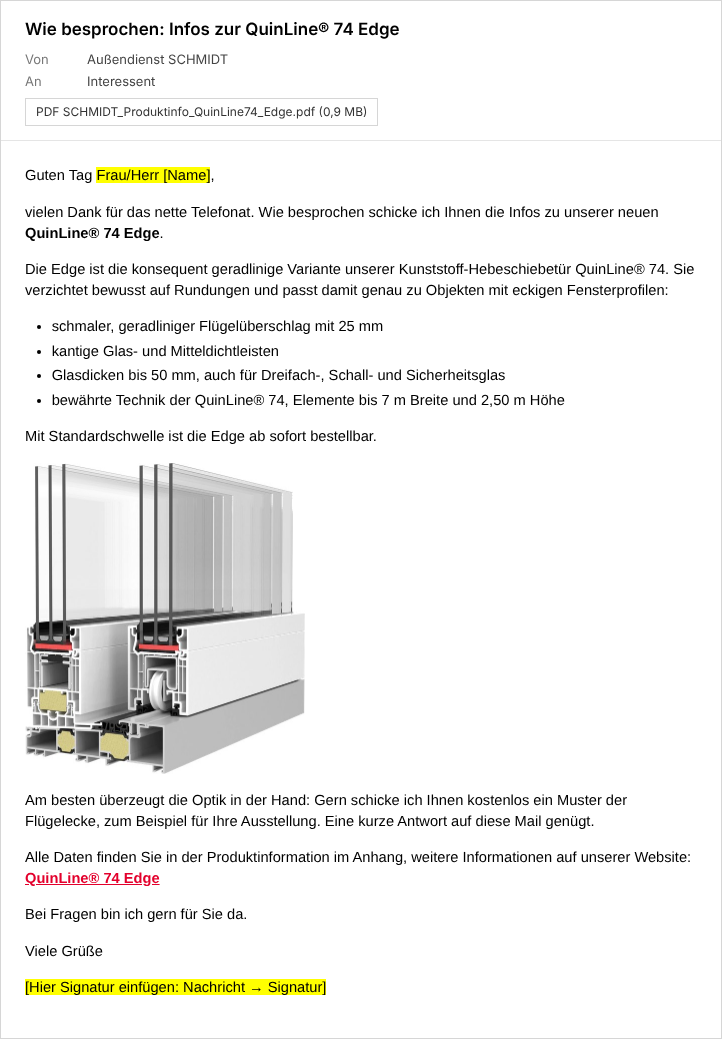 Wie besprochen: Infos zur QuinLine® 74 Edge
Von Außendienst SCHMIDT
An Interessent
PDF SCHMIDT_Produktinfo_QuinLine74_Edge.pdf (0,9 MB)
Guten Tag Frau/Herr [Name],
vielen Dank für das nette Telefonat. Wie besprochen schicke ich Ihnen die Infos zu unserer neuen
QuinLine® 74 Edge.
Die Edge ist die konsequent geradlinige Variante unserer Kunststoff-Hebeschiebetür QuinLine® 74. Sie
verzichtet bewusst auf Rundungen und passt damit genau zu Objekten mit eckigen Fensterprofilen:
• schmaler, geradliniger Flügelüberschlag mit 25 mm
• kantige Glas- und Mitteldichtleisten
• Glasdicken bis 50 mm, auch für Dreifach-, Schall- und Sicherheitsglas
• bewährte Technik der QuinLine® 74, Elemente bis 7 m Breite und 2,50 m Höhe
Mit Standardschwelle ist die Edge ab sofort bestellbar.
Am besten überzeugt die Optik in der Hand: Gern schicke ich Ihnen kostenlos ein Muster der
Flügelecke, zum Beispiel für Ihre Ausstellung. Eine kurze Antwort auf diese Mail genügt.
Alle Daten finden Sie in der Produktinformation im Anhang, weitere Informationen auf unserer Website:
QuinLine® 74 Edge
Bei Fragen bin ich gern für Sie da.
Viele Grüße
[Hier Signatur einfügen: Nachricht → Signatur]